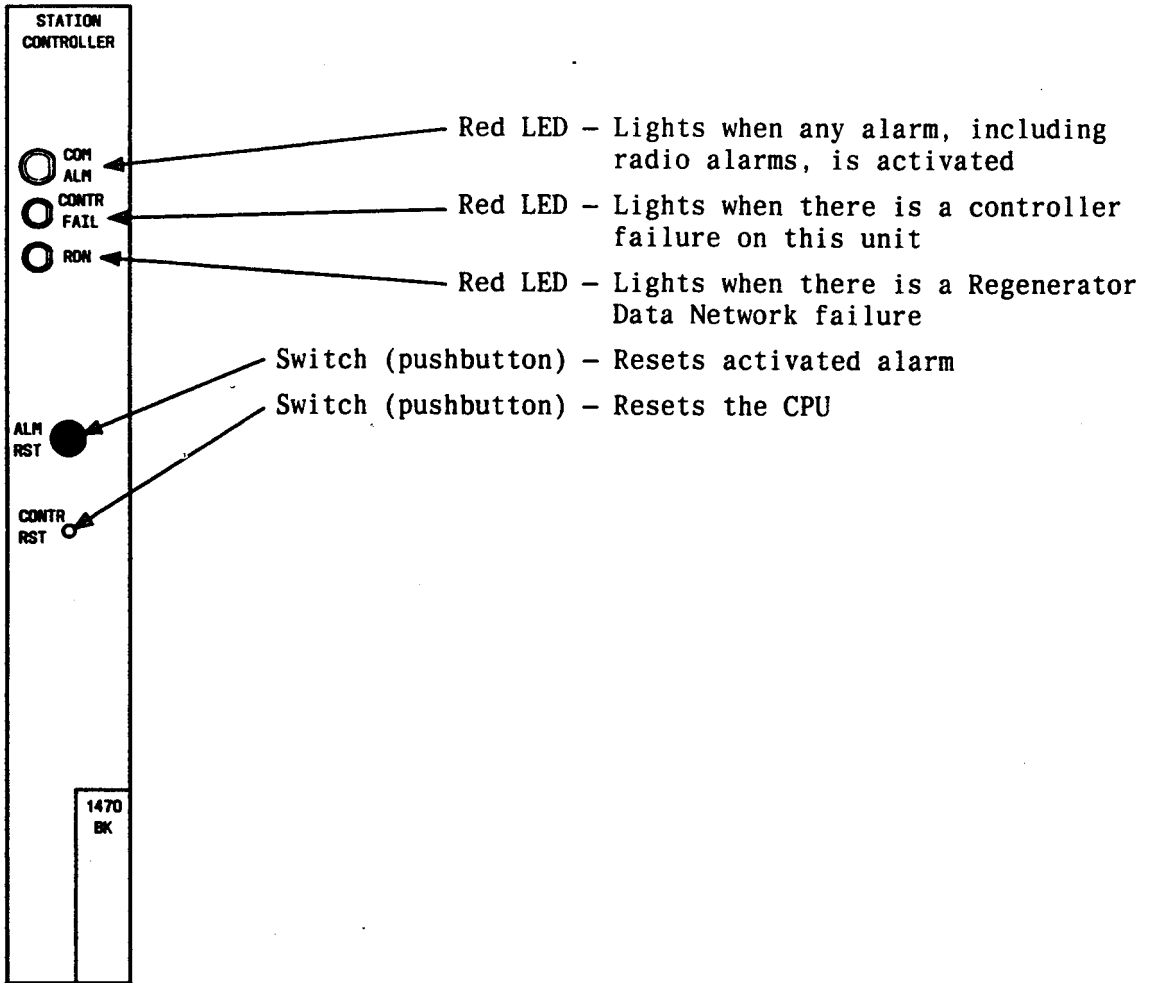 STATION
CONTROLLER
COM
ALM
Red LED — Lights when any alarm, including
radio alarms, is activated
CONTR
FAIL
Red LED — Lights when there is a controller
failure on this unit
RDN
Red LED — Lights when there is a Regenerator
Data Network failure
Switch (pushbutton) — Resets activated alarm
Switch (pushbutton) — Resets the CPU
ALM
RST
CONTR
RST
1470
BK